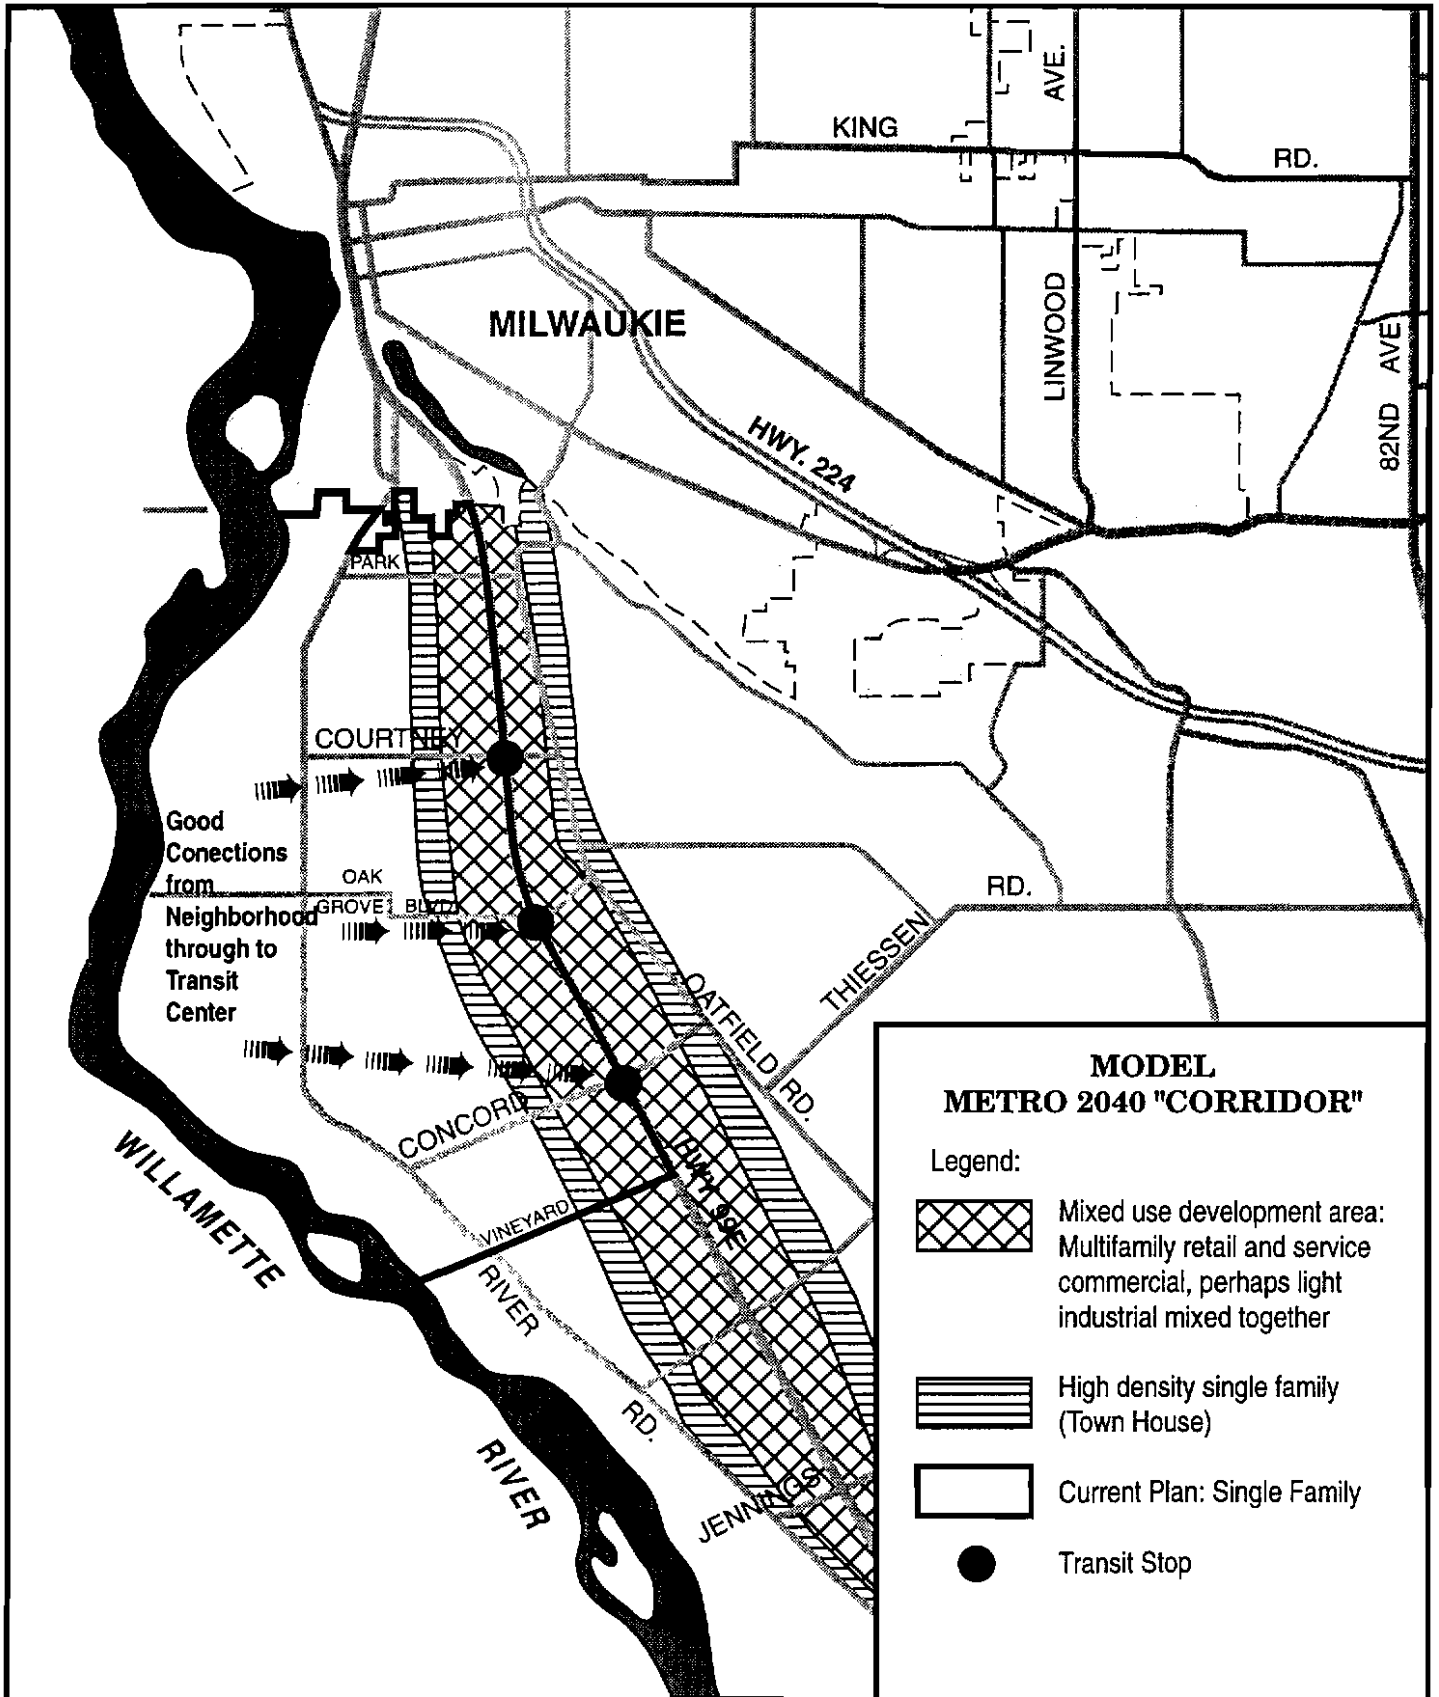 KING
RD.
AVE.
MILWAUKIE
LINWOOD
82ND AVE
HWY. 224
PARK
COURTNEY
Good
Conections
from
Neighborhood
through to
Transit
Center
OAK
GROVE BLVD
RD.
THIESSEN
OATFIELD RD.
CONCORD
HWY 99E
VINEYARD
RIVER RD.
JENNINGS
WILLAMETTE
RIVER
MODEL
METRO 2040 "CORRIDOR"
Legend:
Mixed use development area:
Multifamily retail and service
commercial, perhaps light
industrial mixed together
High density single family
(Town House)
Current Plan: Single Family
Transit Stop